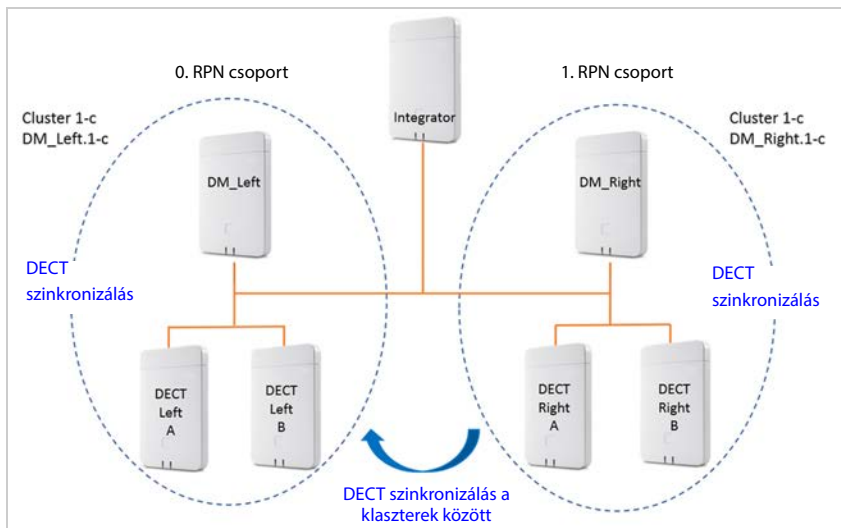 0. RPN csoport
1. RPN csoport
Integrator
Cluster 1-c
DM_Left.1-c
Cluster 1-c
DM_Right.1-c
DM_Left
DM_Right
DECT
szinkronizálás
DECT
szinkronizálás
DECT
Left
A
DECT
Left
B
DECT
Right
A
DECT
Right
B
DECT szinkronizálás a
klaszterek között